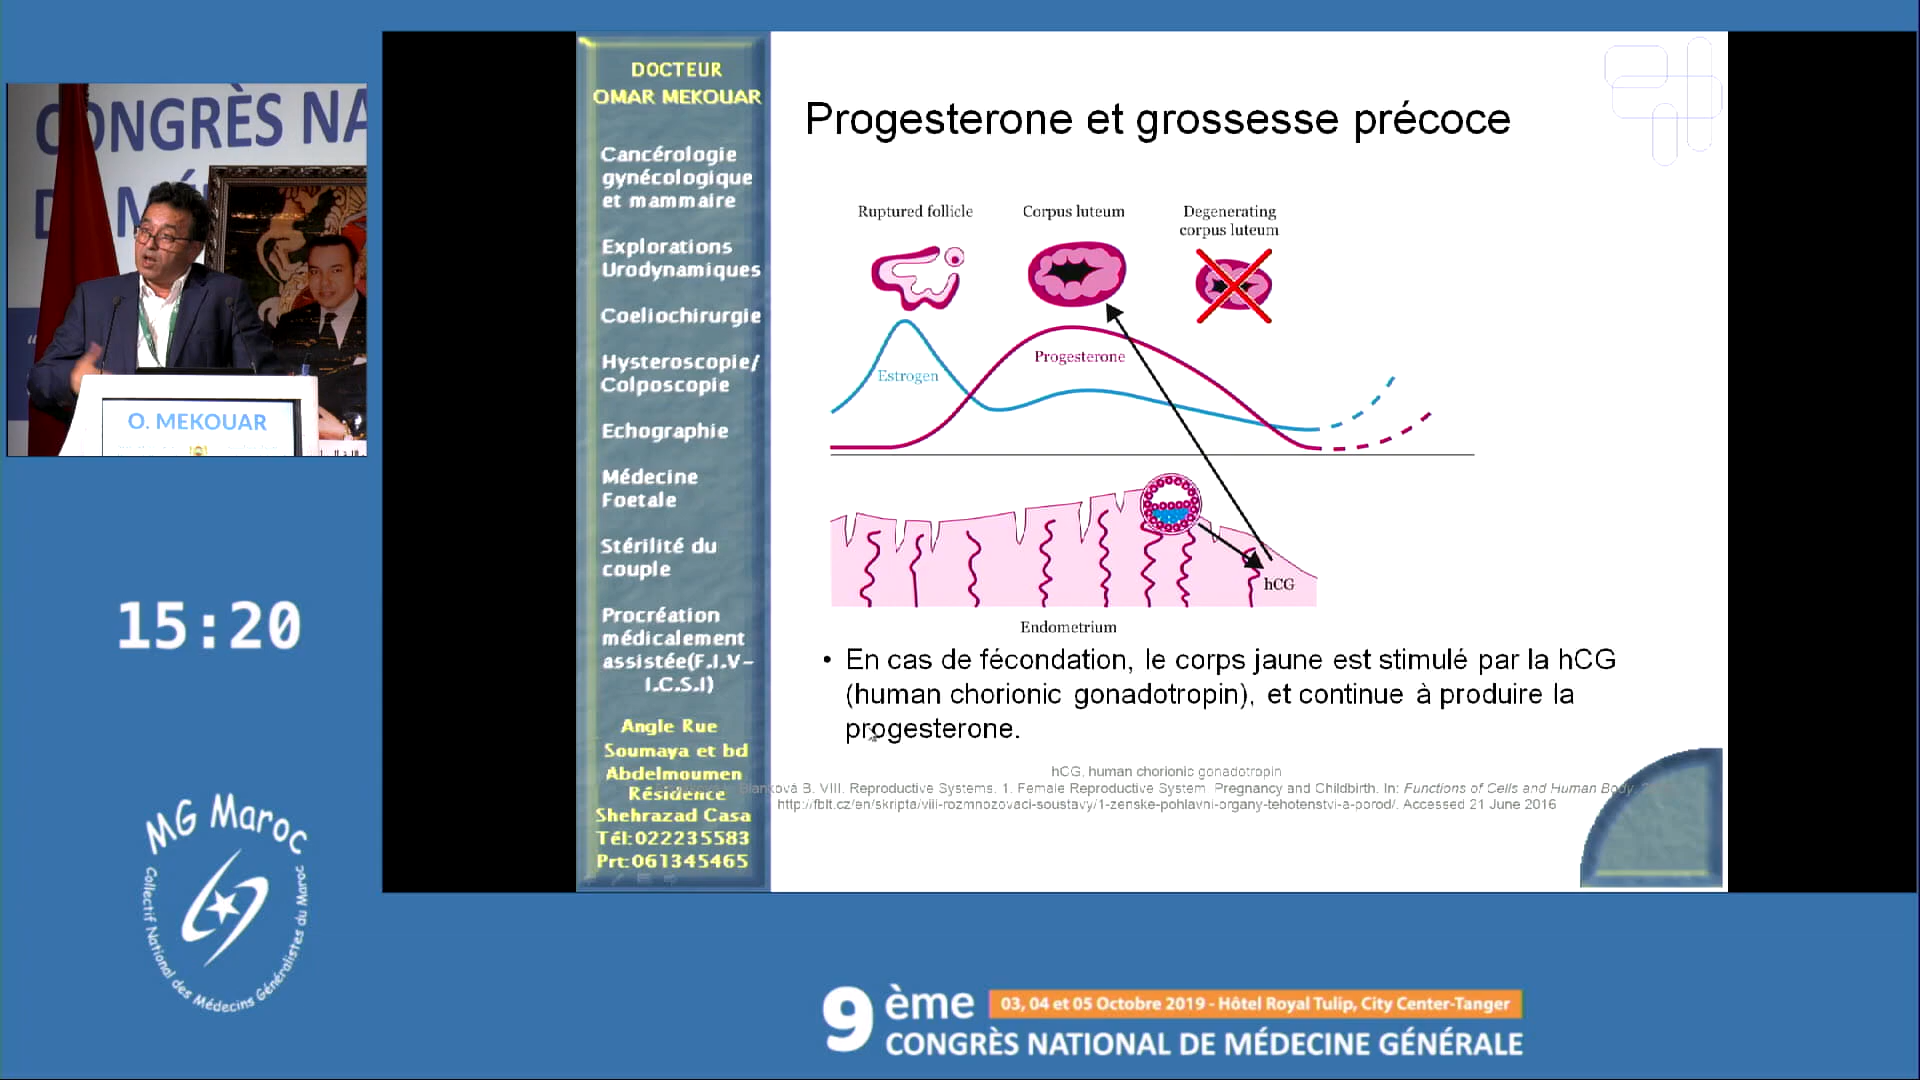 CONGRÈS NA
O. MEKOUAR
15:20
MG Maroc
Collectif National des Médecins Généralistes du Maroc
DOCTEUR
OMAR MEKOUAR
Cancérologie
gynécologique
et mammaire
Explorations
Urodynamiques
Coeliochirurgie
Hysteroscopie/
Colposcopie
Echographie
Médecine
Foetale
Stérilité du
couple
Procréation
médicalement
assistée(F.I.V-
I.C.S.I)
Angle Rue
Soumaya et bd
Abdelmoumen
Résidence
Shehrazad Casa
Tél:022235583
Prt:061345465
Progesterone et grossesse précoce
Ruptured follicle
Corpus luteum
Degenerating
corpus luteum
Estrogen
Progesterone
hCG
Endometrium
• En cas de fécondation, le corps jaune est stimulé par la hCG
(human chorionic gonadotropin), et continue à produire la
progesterone.
hCG, human chorionic gonadotropin
B. VIII. Reproductive Systems. 1. Female Reproductive System. Pregnancy and Childbirth. In: Functions of Cells and Human Body.
http://fblt.cz/en/skripta/viii-rozmnozovaci-soustavy/1-zenske-pohlavni-organy-tehotenstvi-a-porod/. Accessed 21 June 2016
9ème
03, 04 et 05 Octobre 2019 - Hôtel Royal Tulip, City Center-Tanger
CONGRÈS NATIONAL DE MÉDECINE GÉNÉRALE